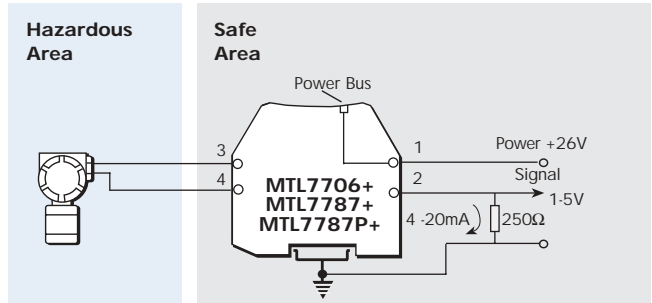 Hazardous
Area
Safe
Area
Power Bus
3
4
1
2
MTL7706+
MTL7787+
MTL7787P+
Power +26V
Signal
1-5V
4 -20mA
250Ω